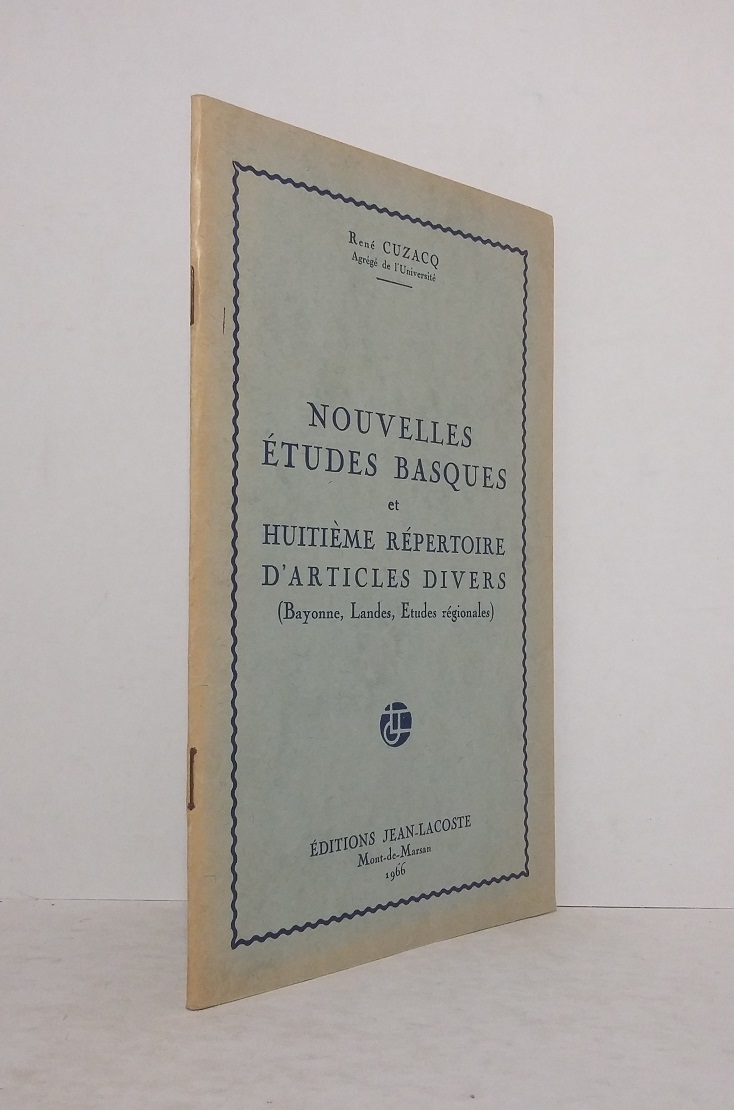 René CUZACQ
Agrégé de l'Université
NOUVELLES
ÉTUDES BASQUES
et
HUITIÈME RÉPERTOIRE
D'ARTICLES DIVERS
(Bayonne, Landes, Etudes régionales)
ÉDITIONS JEAN-LACOSTE
Mont-de-Marsan
1966